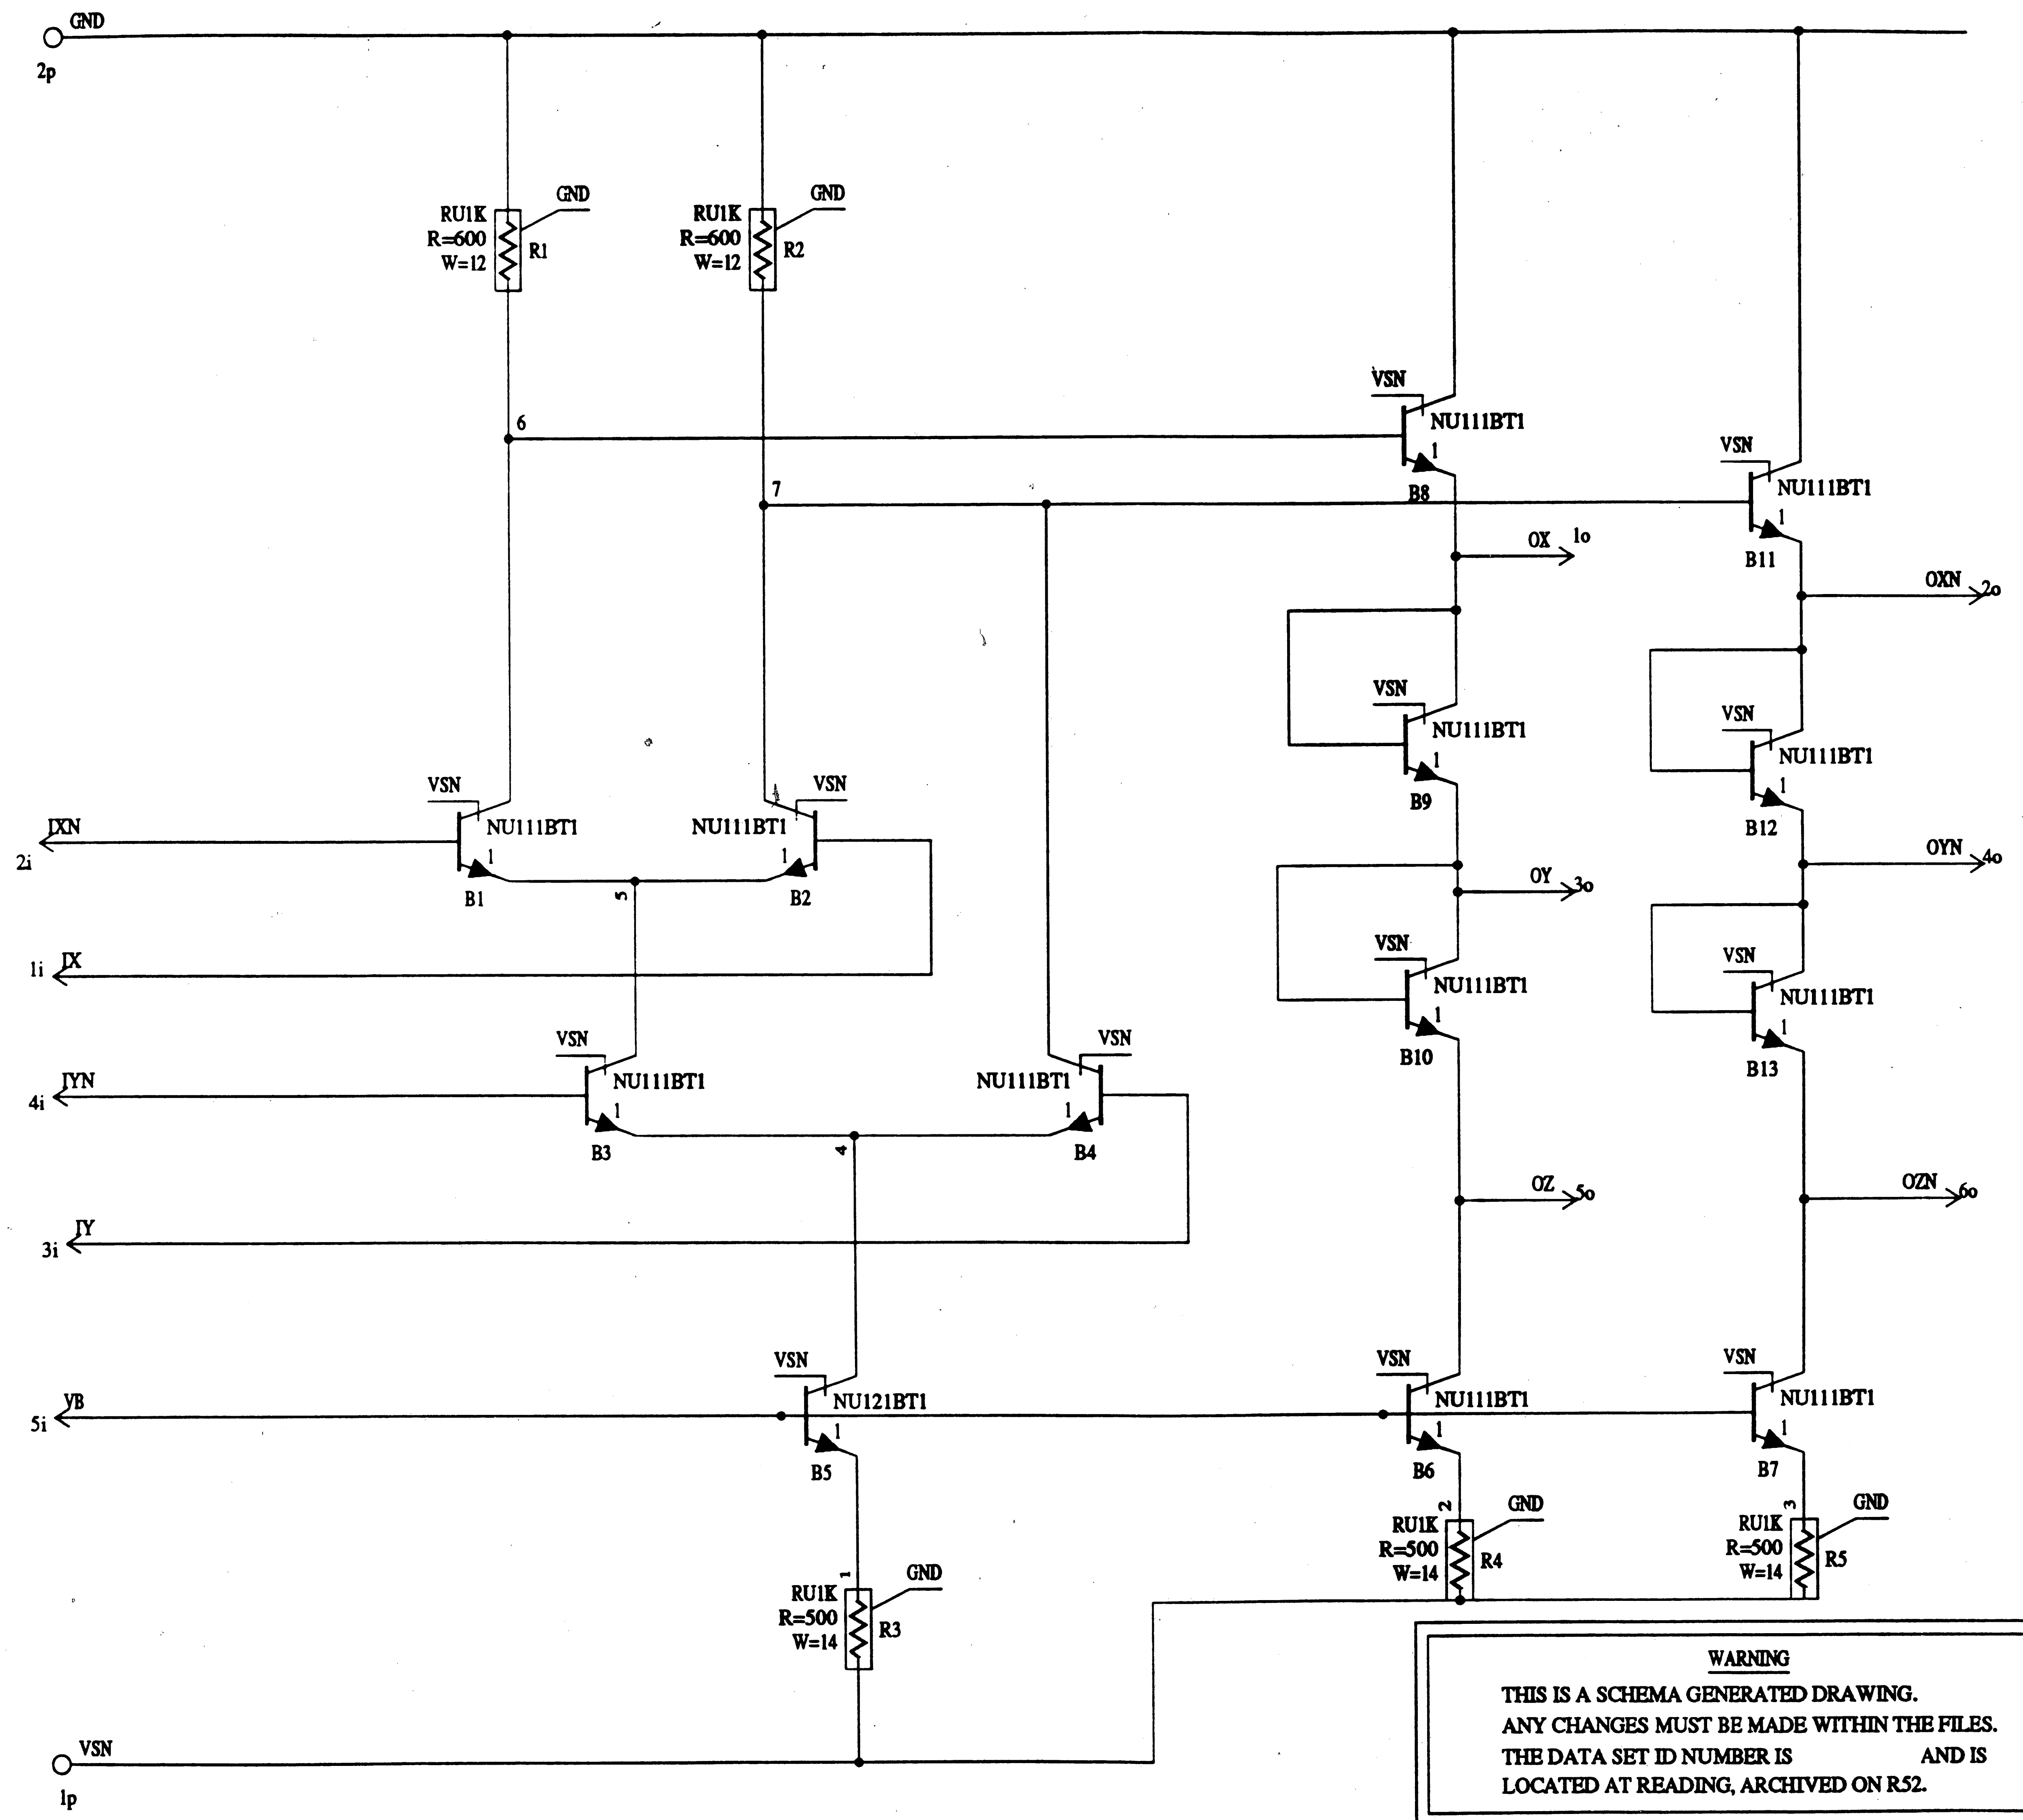 GND
2p
GND
GND
RU1K
R=600
W=12
R1
RU1K
R=600
W=12
R2
VSN
NU111BT1
6
1
B8
VSN
NU111BT1
7
1
B11
OX
1o
OXN
2o
VSN
NU111BT1
1
B9
VSN
NU111BT1
1
B12
VSN
NU111BT1
1
B1
VSN
NU111BT1
1
B2
IXN
2i
5
OY
3o
OYN
4o
IX
1i
VSN
NU111BT1
1
B10
VSN
NU111BT1
1
B13
VSN
NU111BT1
1
B3
VSN
NU111BT1
1
B4
IYN
4i
4
OZ
5o
OZN
6o
IY
3i
VSN
NU121BT1
1
B5
VSN
NU111BT1
1
B6
VSN
NU111BT1
1
B7
VB
5i
2
GND
RU1K
R=500
W=14
R4
3
GND
RU1K
R=500
W=14
R5
1
GND
RU1K
R=500
W=14
R3
VSN
1p
WARNING
THIS IS A SCHEMA GENERATED DRAWING.
ANY CHANGES MUST BE MADE WITHIN THE FILES.
THE DATA SET ID NUMBER IS AND IS
LOCATED AT READING, ARCHIVED ON R52.